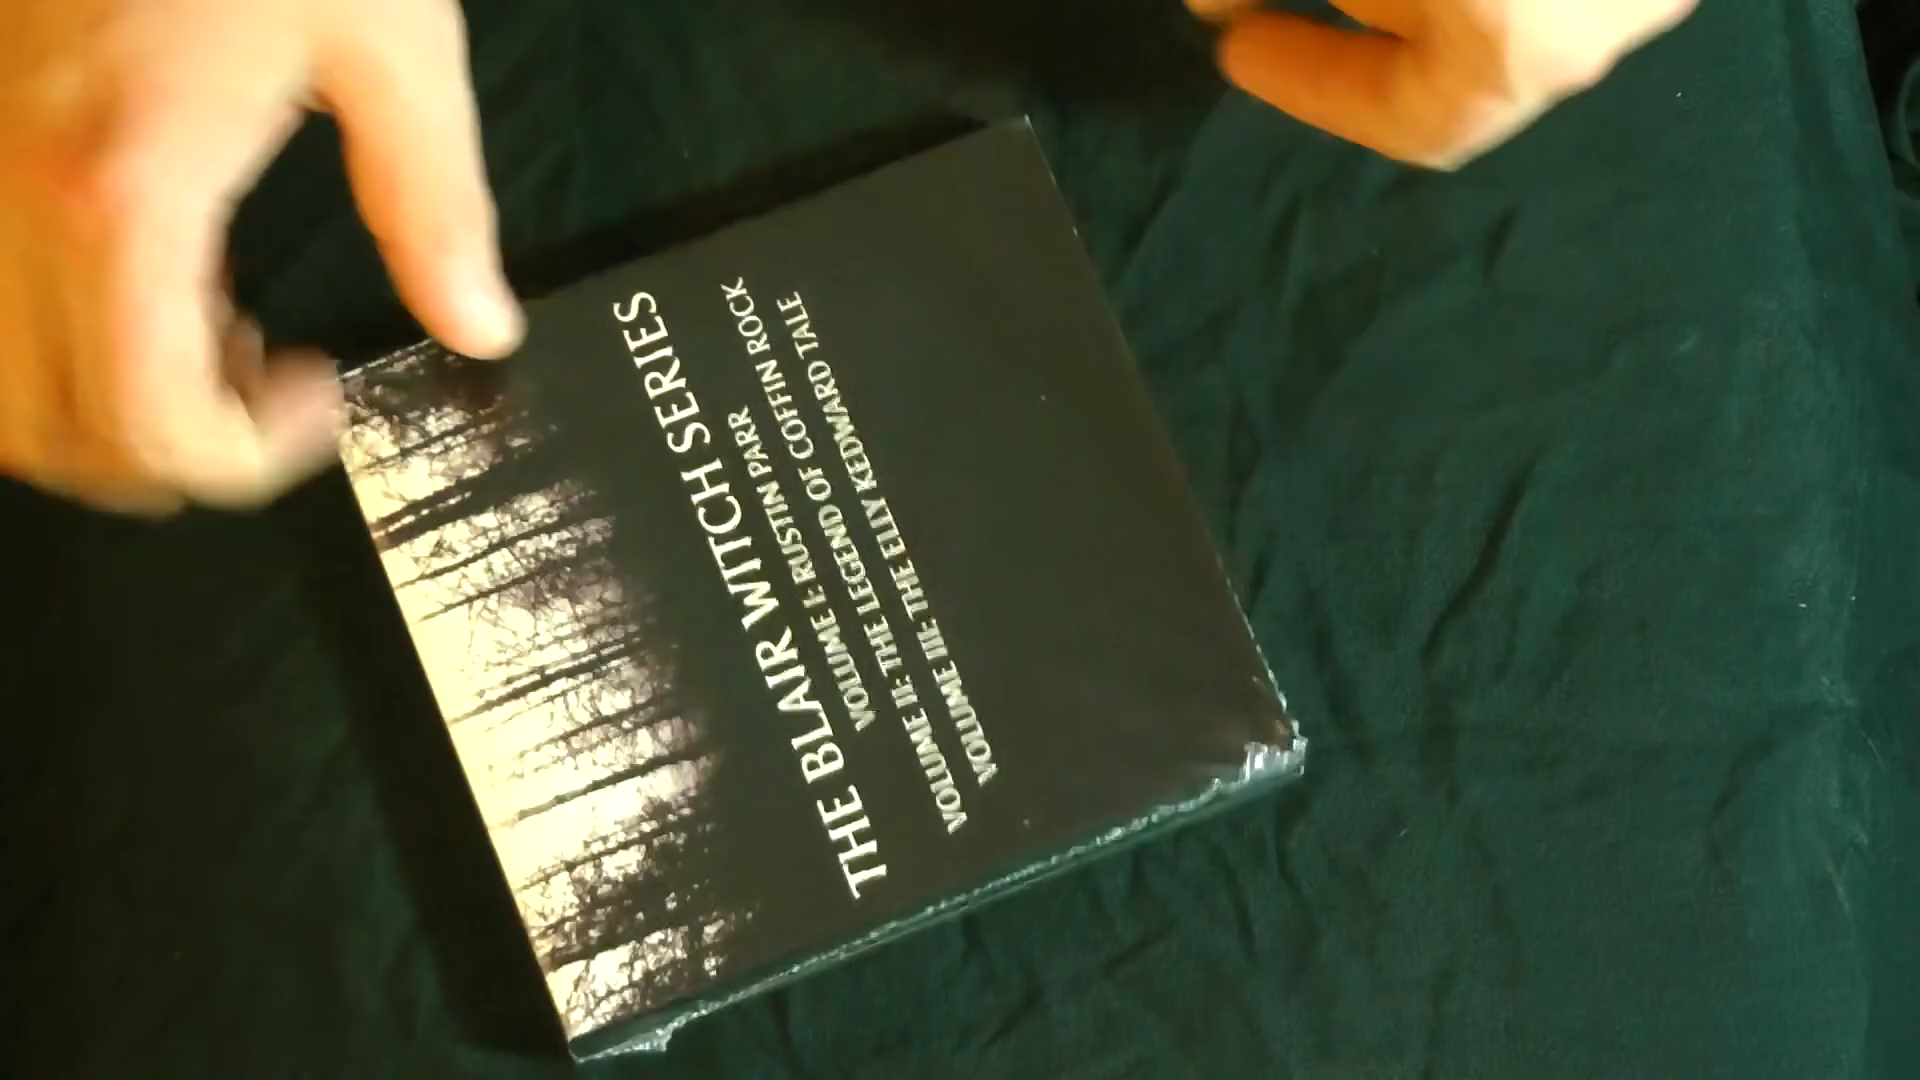 THE BLAIR WITCH SERIES
VOLUME I: RUSTIN PARR
VOLUME II: THE LEGEND OF COFFIN ROCK
VOLUME III: THE ELLY KEDWARD TALE